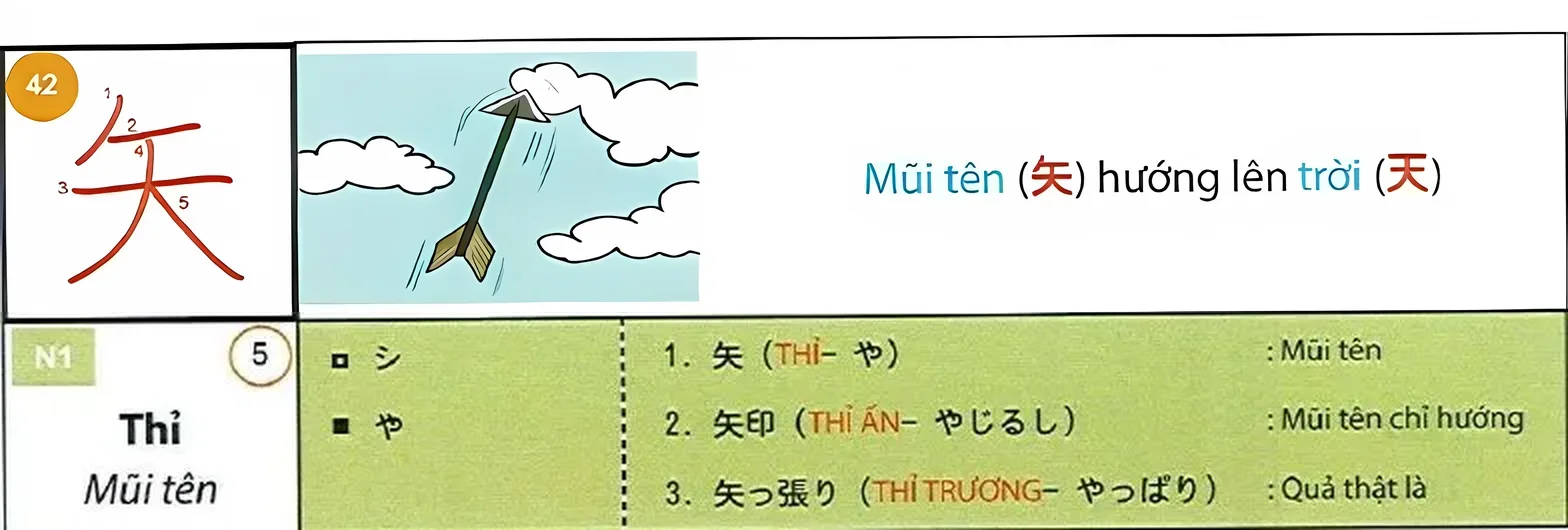 42
矢
1
2
3
4
5
Mũi tên (矢) hướng lên trời (天)
N1
5
Thỉ
Mũi tên
シ
や
1. 矢 (THỈ– や) : Mũi tên
2. 矢印 (THỈ ẤN– やじるし) : Mũi tên chỉ hướng
3. 矢っ張り (THỈ TRƯƠNG– やっぱり) : Quả thật là